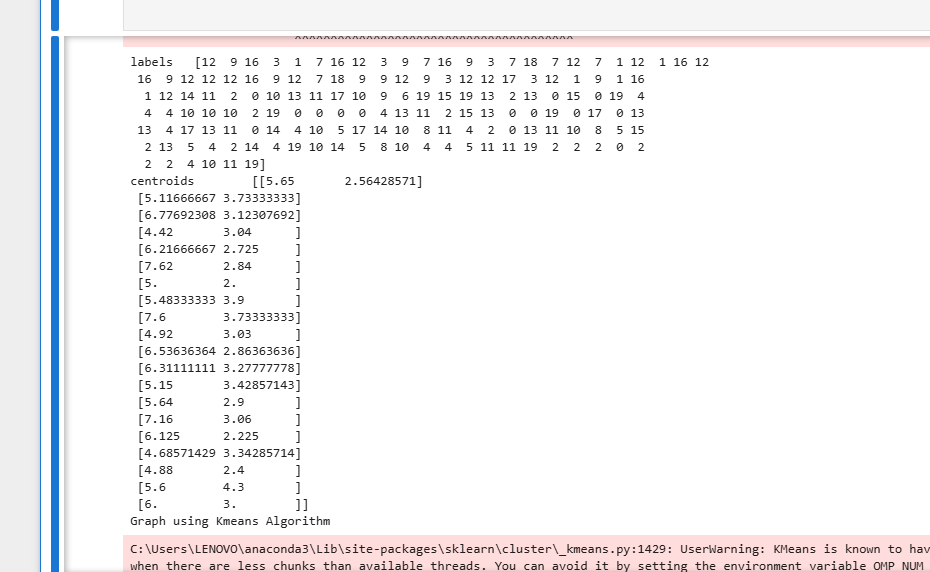 labels   [12  9 16  3  1  7 16 12  3  9  7 16  9  3  7 18  7 12  7  1 12  1 16 12
 16  9 12 12 12 16  9 12  7 18  9  9 12  9  3 12 12 17  3 12  1  9  1 16
  1 12 14 11  2  0 10 13 11 17 10  9  6 19 15 19 13  2 13  0 15  0 19  4
  4  4 10 10 10  2 19  0  0  0  0  4 13 11  2 15 13  0  0 19  0 17  0 13
 13  4 17 13 11  0 14  4 10  5 17 14 10  8 11  4  2  0 13 11 10  8  5 15
  2 13  5  4  2 14  4 19 10 14  5  8 10  4  4  5 11 11 19  2  2  2  0  2
  2  2  4 10 11 19]
centroids        [[5.65       2.56428571]
 [5.11666667 3.73333333]
 [6.77692308 3.12307692]
 [4.42       3.04      ]
 [6.21666667 2.725     ]
 [7.62       2.84      ]
 [5.         2.        ]
 [5.48333333 3.9       ]
 [7.6        3.73333333]
 [4.92       3.03      ]
 [6.53636364 2.86363636]
 [6.31111111 3.27777778]
 [5.15       3.42857143]
 [5.64       2.9       ]
 [7.16       3.06      ]
 [6.125      2.225     ]
 [4.68571429 3.34285714]
 [4.88       2.4       ]
 [5.6        4.3       ]
 [6.         3.        ]]
Graph using Kmeans Algorithm
C:\Users\LENOVO\anaconda3\Lib\site-packages\sklearn\cluster\_kmeans.py:1429: UserWarning: KMeans is known to hav
when there are less chunks than available threads. You can avoid it by setting the environment variable OMP_NUM